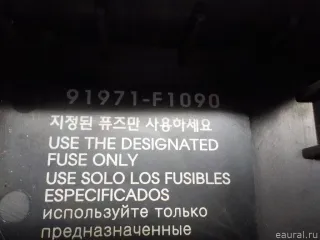 91971-F1090
지정된 퓨즈만 사용하세요
USE THE DESIGNATED
FUSE ONLY
USE SOLO LOS FUSIBLES
ESPECIFICADOS
используйте только
предназначенные
eaural.ru